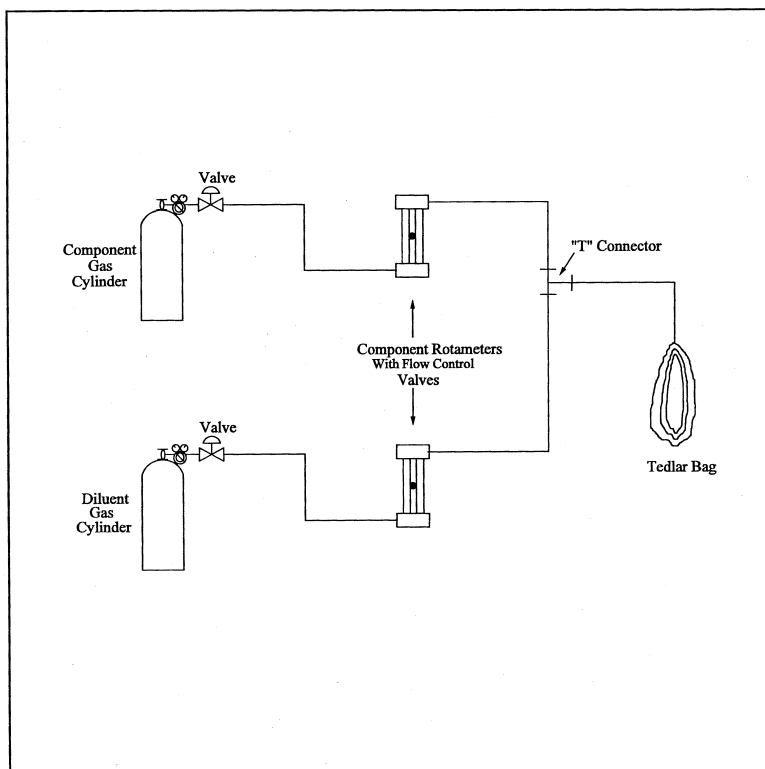 Valve
Component
Gas
Cylinder
"T" Connector
Component Rotameters
With Flow Control
Valves
Tedlar Bag
Valve
Diluent
Gas
Cylinder